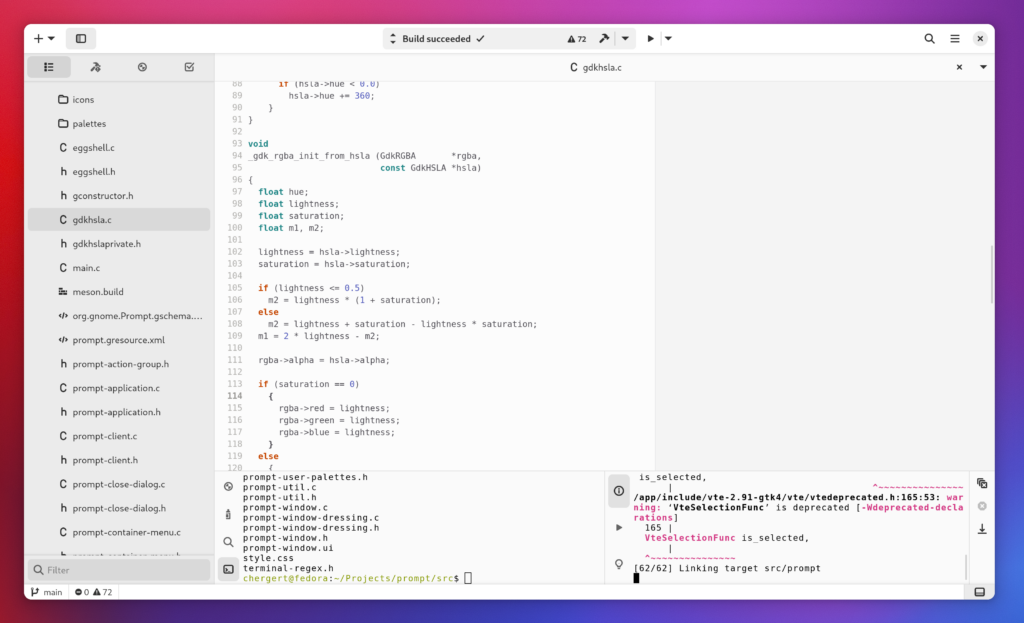 Build succeeded
72
gdkhsla.c
icons
palettes
eggshell.c
eggshell.h
gconstructor.h
gdkhsla.c
gdkhslaprivate.h
main.c
meson.build
org.gnome.Prompt.gschema....
prompt.gresource.xml
prompt-action-group.h
prompt-application.c
prompt-application.h
prompt-client.c
prompt-client.h
prompt-close-dialog.c
prompt-close-dialog.h
prompt-container-menu.c
prompt-container-menu.h
Filter
88 if (hsla->hue < 0.0)
89 hsla->hue += 360;
90 }
91 }
92
93 void
94 _gdk_rgba_init_from_hsla (GdkRGBA *rgba,
95 const GdkHSLA *hsla)
96 {
97 float hue;
98 float lightness;
99 float saturation;
100 float m1, m2;
101
102 lightness = hsla->lightness;
103 saturation = hsla->saturation;
104
105 if (lightness <= 0.5)
106 m2 = lightness * (1 + saturation);
107 else
108 m2 = lightness + saturation - lightness * saturation;
109 m1 = 2 * lightness - m2;
110
111 rgba->alpha = hsla->alpha;
112
113 if (saturation == 0)
114 {
115 rgba->red = lightness;
116 rgba->green = lightness;
117 rgba->blue = lightness;
118 }
119 else
120 {
prompt-user-palettes.h
prompt-util.c
prompt-util.h
prompt-window.c
prompt-window-dressing.c
prompt-window-dressing.h
prompt-window.h
prompt-window.ui
style.css
terminal-regex.h
chergert@fedora:~/Projects/prompt/src$
is_selected,
|
^~~~~~~~~~~~~~~
/app/include/vte-2.91-gtk4/vte/vtedeprecated.h:165:53: war
ning: ‘VteSelectionFunc’ is deprecated [-Wdeprecated-decla
rations]
165 |
VteSelectionFunc is_selected,
|
^~~~~~~~~~~~~~~~
[62/62] Linking target src/prompt
main
0
72